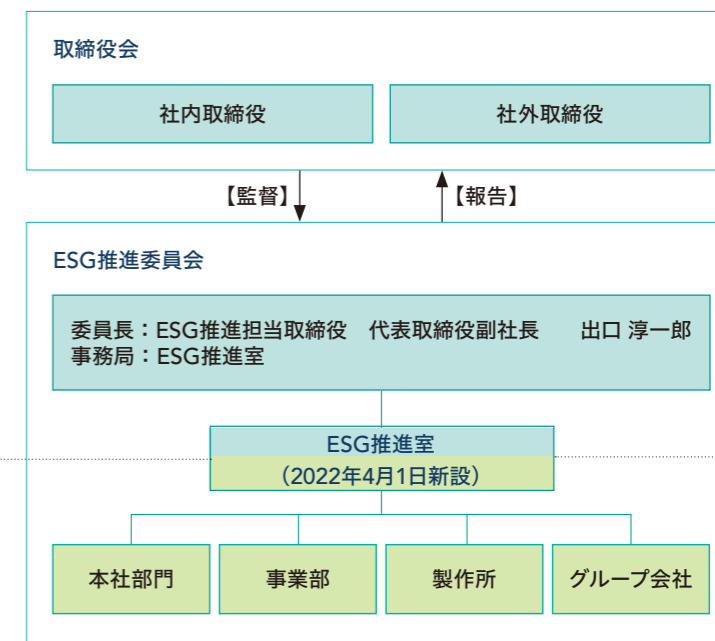 取締役会
社内取締役
社外取締役
【監督】
【報告】
ESG推進委員会
委員長：ESG推進担当取締役　代表取締役副社長　　出口 淳一郎
事務局：ESG推進室
ESG推進室
（2022年4月1日新設）
本社部門
事業部
製作所
グループ会社